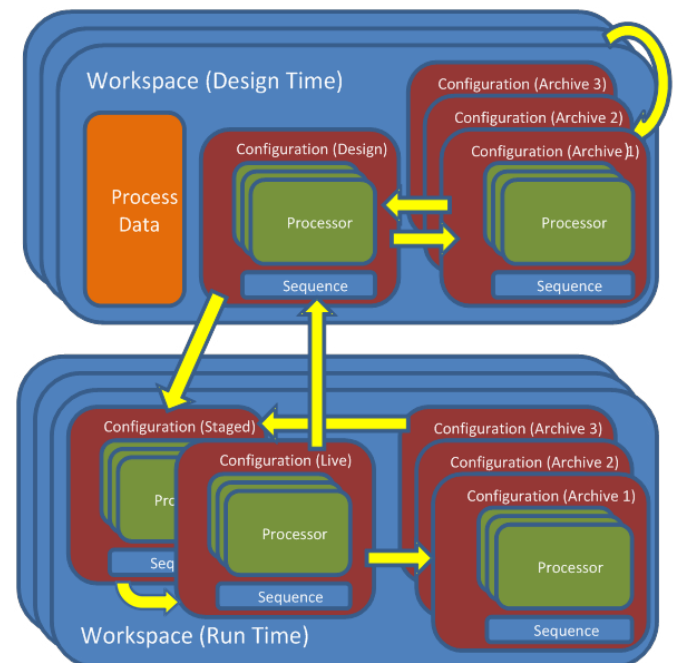 Workspace (Design Time)
Configuration (Archive 3)
Configuration (Archive 2)
Configuration (Design)
Configuration (Archive 1)
Process
Data
Processor
Processor
Sequence
Sequence
Configuration (Staged)
Configuration (Archive 3)
Configuration (Live)
Configuration (Archive 2)
Configuration (Archive 1)
Proc
Processor
Processor
Sequ
Sequence
Sequence
Workspace (Run Time)